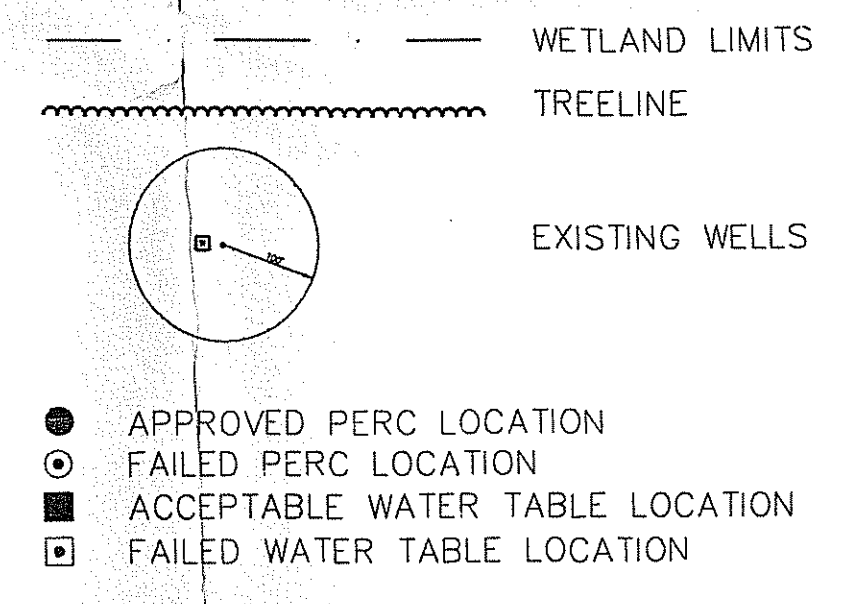 WETLAND LIMITS
TREELINE
100'
EXISTING WELLS
APPROVED PERC LOCATION
FAILED PERC LOCATION
ACCEPTABLE WATER TABLE LOCATION
FAILED WATER TABLE LOCATION